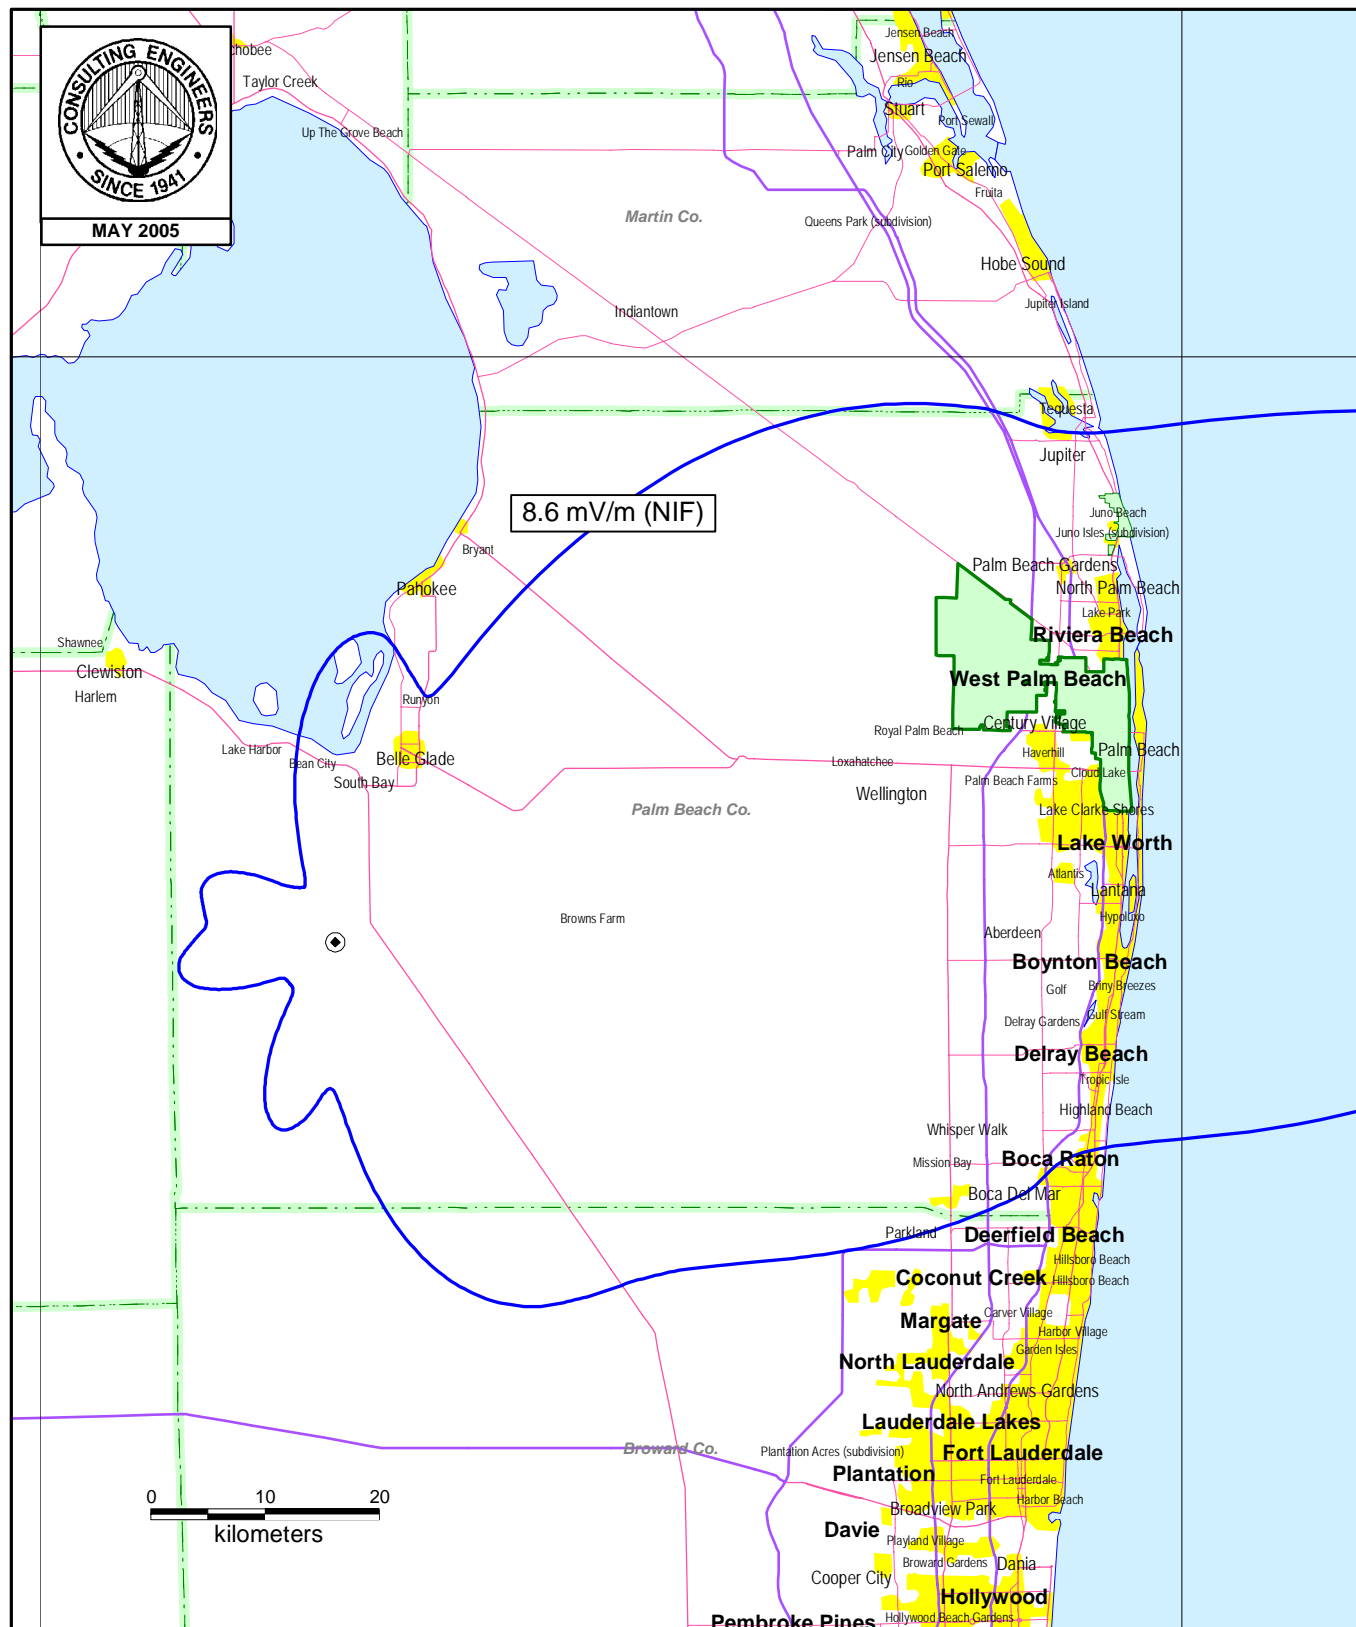 Jensen Beach
Jensen Beach
chobee
Taylor Creek
Rio
CONSULTING ENGINEERS
SINCE 1941
MAY 2005
Stuart
Port Sewall
Up The Grove Beach
Palm City
Golden Gate
Port Salerno
Fruita
Martin Co.
Queens Park (subdivision)
Hobe Sound
Jupiter Island
Indiantown
Tequesta
Jupiter
8.6 mV/m (NIF)
Juno Beach
Juno Isles (subdivision)
Bryant
Palm Beach Gardens
Pahokee
North Palm Beach
Lake Park
Riviera Beach
Shawnee
Clewiston
West Palm Beach
Harlem
Runyon
Century Village
Royal Palm Beach
Lake Harbor
Haverhill
Palm Beach
Belle Glade
Bean City
Loxahatchee
Cloud Lake
South Bay
Palm Beach Farms
Wellington
Palm Beach Co.
Lake Clarke Shores
Lake Worth
Atlantis
Lantana
Browns Farm
Hypoluxo
Aberdeen
Boynton Beach
Golf
Briny Breezes
Delray Gardens
Gulf Stream
Delray Beach
Tropic Isle
Highland Beach
Whisper Walk
Mission Bay
Boca Raton
Boca Del Mar
Parkland
Deerfield Beach
Hillsboro Beach
Coconut Creek
Hillsboro Beach
Margate
Carver Village
Harbor Village
Garden Isles
North Lauderdale
North Andrews Gardens
Lauderdale Lakes
Broward Co.
Plantation Acres (subdivision)
Fort Lauderdale
Plantation
Fort Lauderdale
0 10 20
kilometers
Harbor Beach
Broadview Park
Davie
Playland Village
Broward Gardens
Dania
Cooper City
Hollywood
Hollywood Beach Gardens
Pembroke Pines